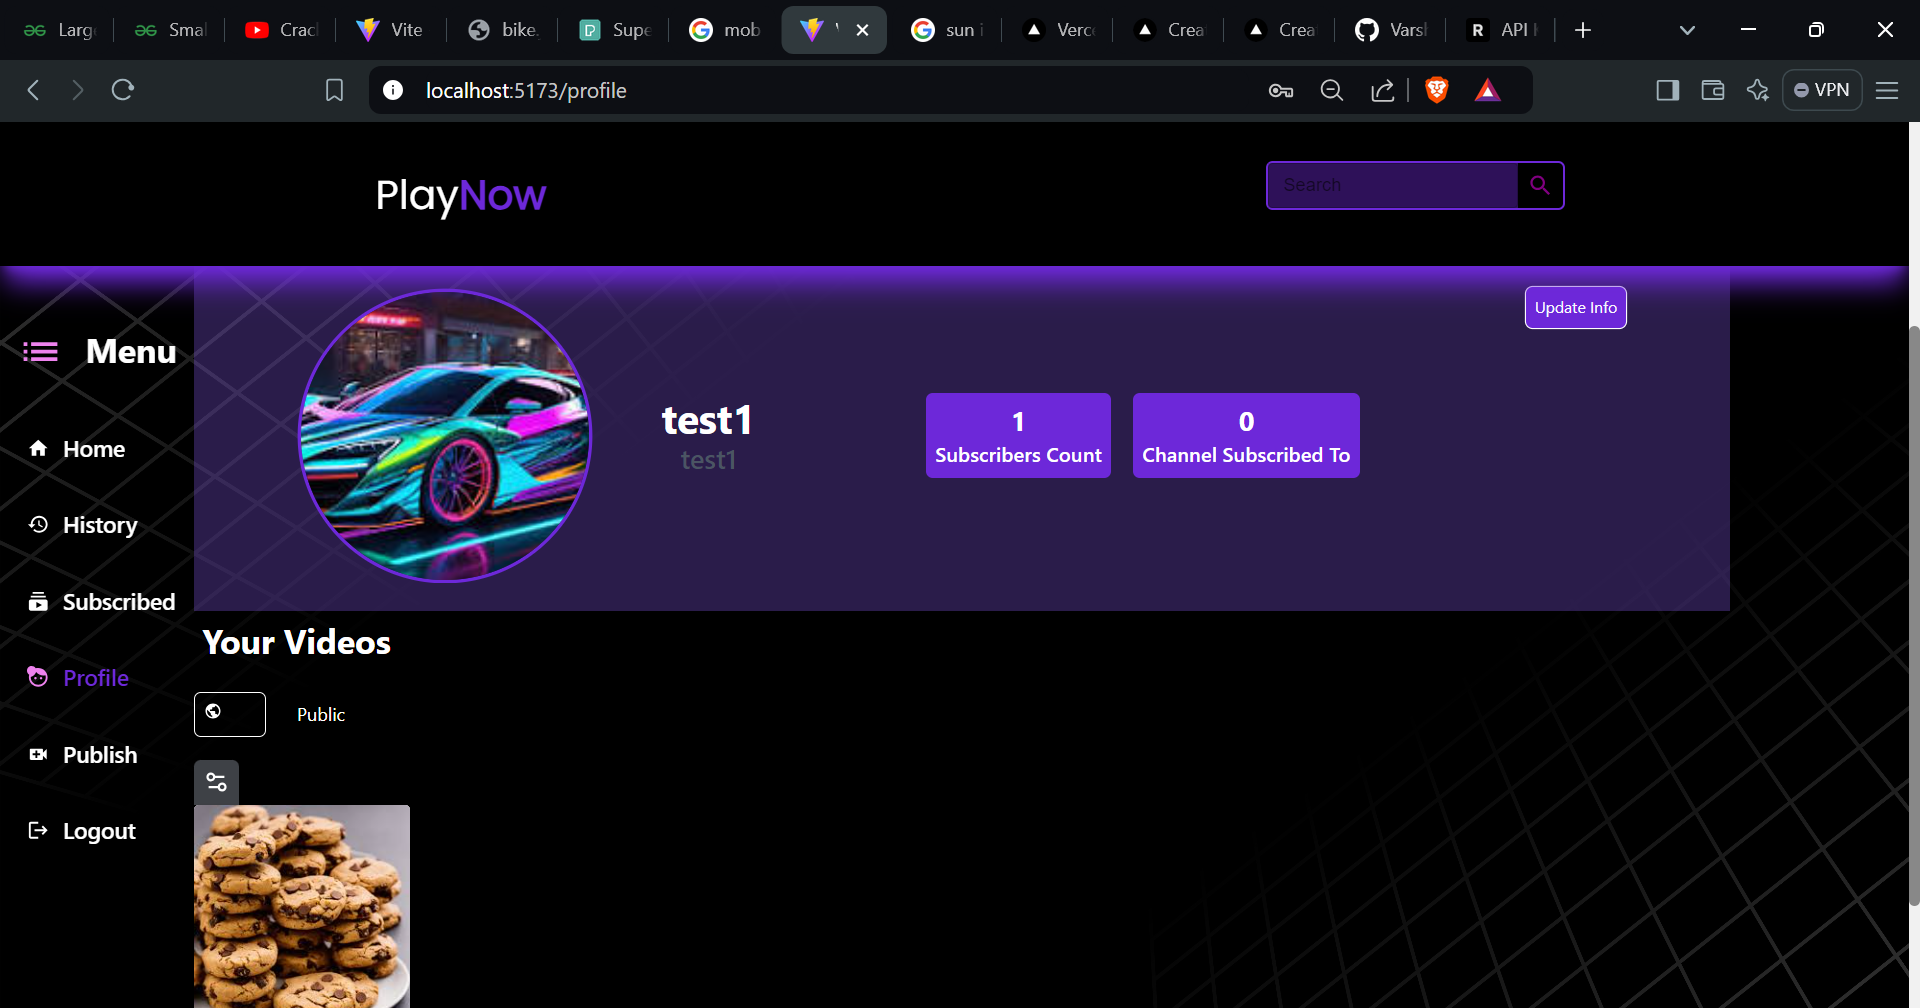 Larg
Smal
Crac
Vite
bike.
Supe
mob
sun i
Verc
Crea
Crea
Varsl
API
localhost:5173/profile
VPN
PlayNow
Search
Update Info
Menu
test1
test1
1
Subscribers Count
0
Channel Subscribed To
Home
History
Subscribed
Your Videos
Profile
Public
Publish
Logout